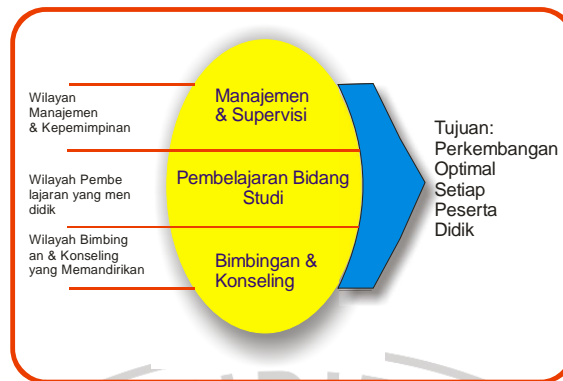 Wilayan
Manajemen
& Kepemimpinan
Manajemen
& Supervisi
Wilayah Pembe
lajaran yang men
didik
Pembelajaran Bidang
Studi
Wilayah Bimbing
an & Konseling
yang Memandirikan
Bimbingan &
Konseling
Tujuan:
Perkembangan
Optimal
Setiap
Peserta
Didik